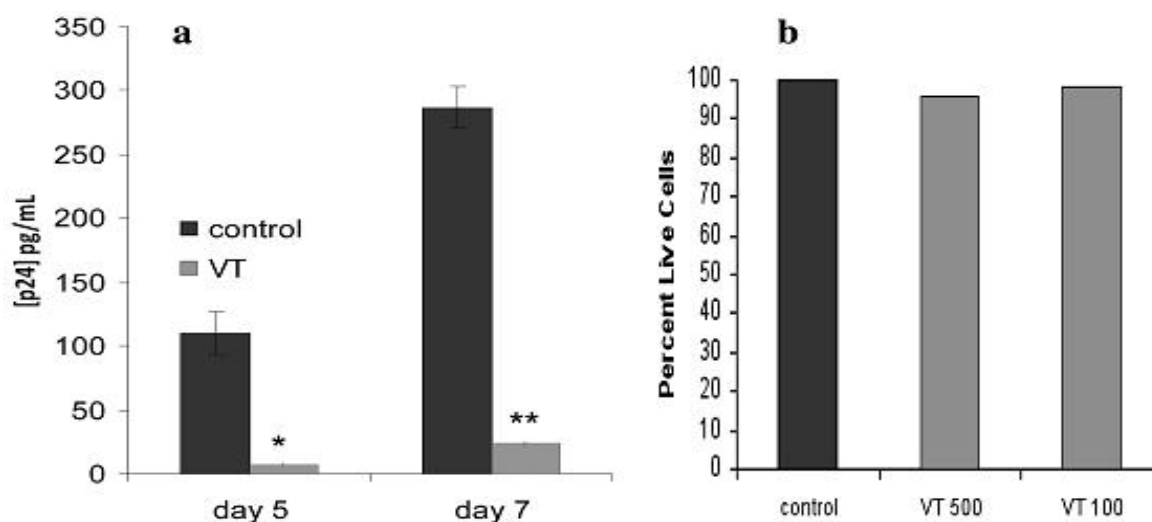 a
[p24] pg/mL
350
300
250
200
150
100
50
0
control
VT
*
**
day 5
day 7
b
Percent Live Cells
100
90
80
70
60
50
40
30
20
10
0
control
VT 500
VT 100